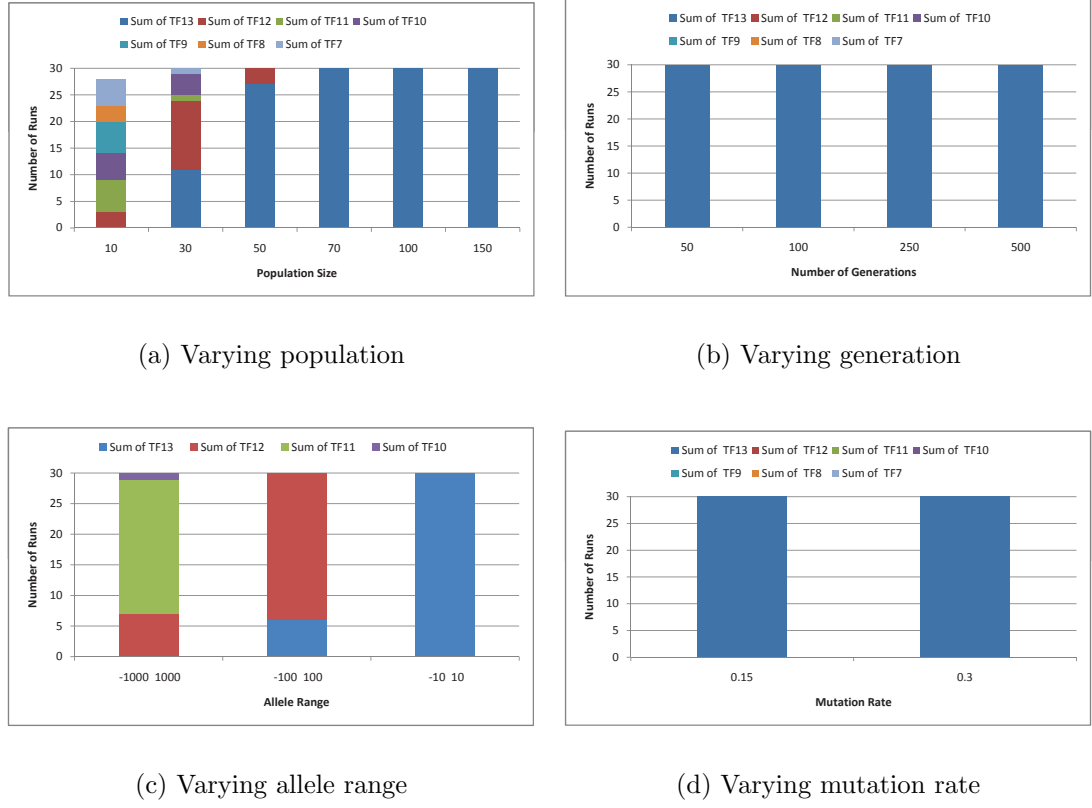 Sum of TF13 Sum of TF12 Sum of TF11 Sum of TF10
Sum of TF9 Sum of TF8 Sum of TF7
30
25
20
15
10
5
0
Number of Runs
10 30 50 70 100 150
Population Size
(a) Varying population
Sum of TF13 Sum of TF12 Sum of TF11 Sum of TF10
Sum of TF9 Sum of TF8 Sum of TF7
30
25
20
15
10
5
0
Number of Runs
50 100 250 500
Number of Generations
(b) Varying generation
Sum of TF13 Sum of TF12 Sum of TF11 Sum of TF10
30
25
20
15
10
5
0
Number of Runs
-1000 1000 -100 100 -10 10
Allele Range
(c) Varying allele range
Sum of TF13 Sum of TF12 Sum of TF11 Sum of TF10
Sum of TF9 Sum of TF8 Sum of TF7
30
25
20
15
10
5
0
Number of Runs
0.15 0.3
Mutation Rate
(d) Varying mutation rate